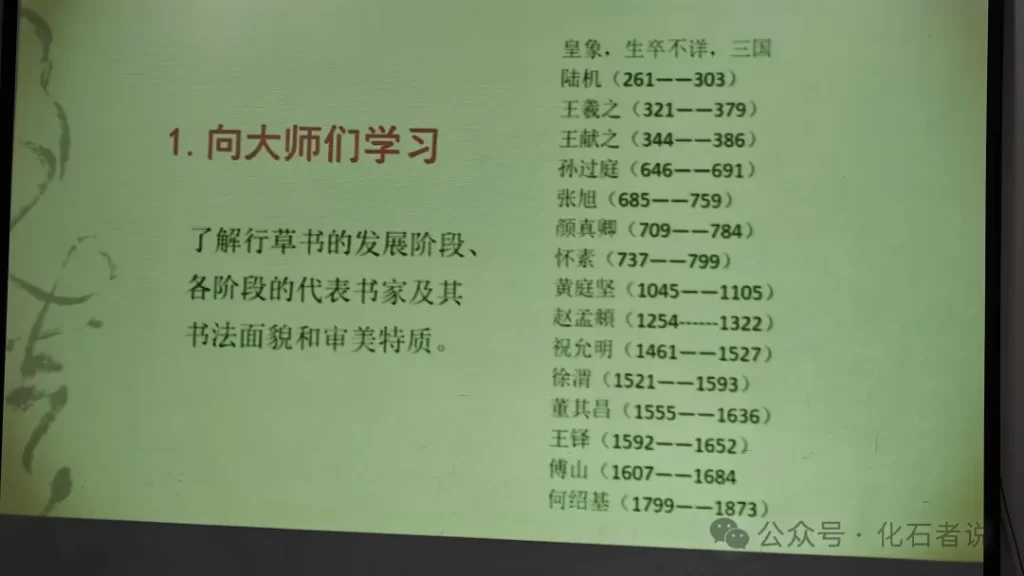 1.向大师们学习
了解行草书的发展阶段、
各阶段的代表书家及其
书法面貌和审美特质。
皇象，生卒不详，三国
陆机（261——303）
王羲之（321——379）
王献之（344——386）
孙过庭（646——691）
张旭（685——759）
颜真卿（709——784）
怀素（737——799）
黄庭坚（1045——1105）
赵孟頫（1254------1322）
祝允明（1461——1527）
徐渭（1521——1593）
董其昌（1555——1636）
王铎（1592——1652）
傅山（1607——1684
何绍基（1799——1873）
公众号·化石者说